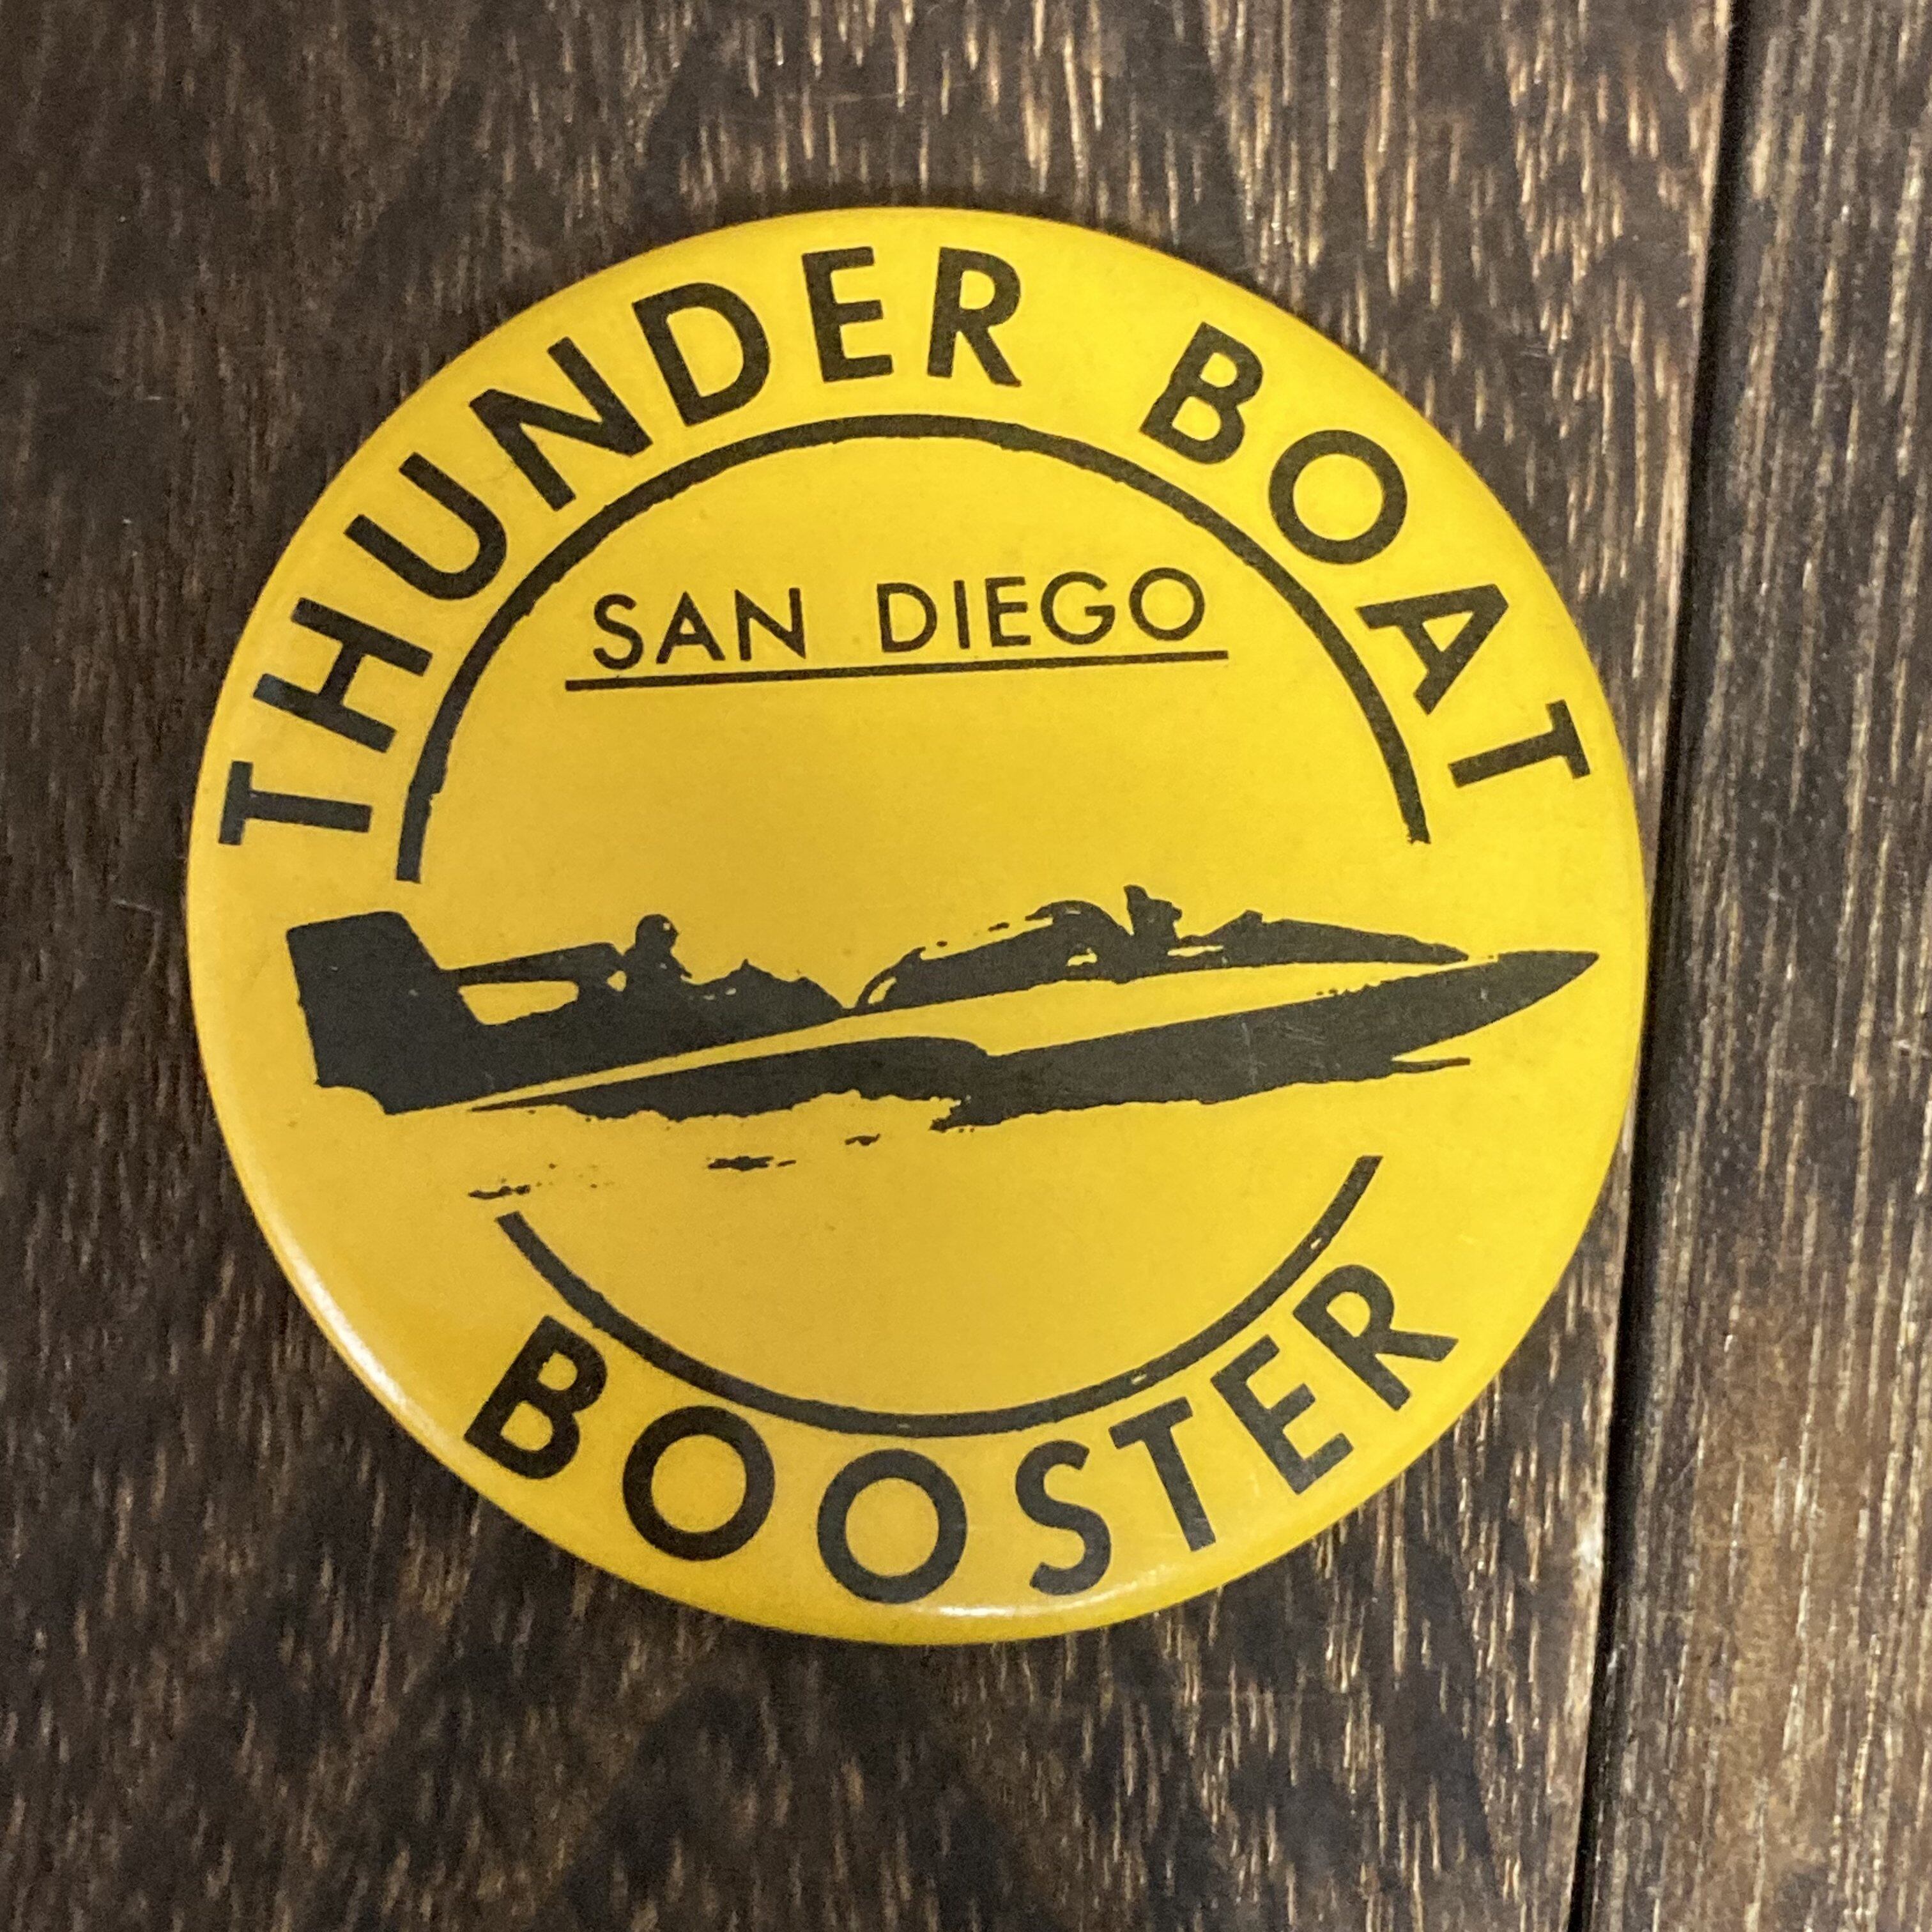 THUNDER BOAT
SAN DIEGO
BOOSTER